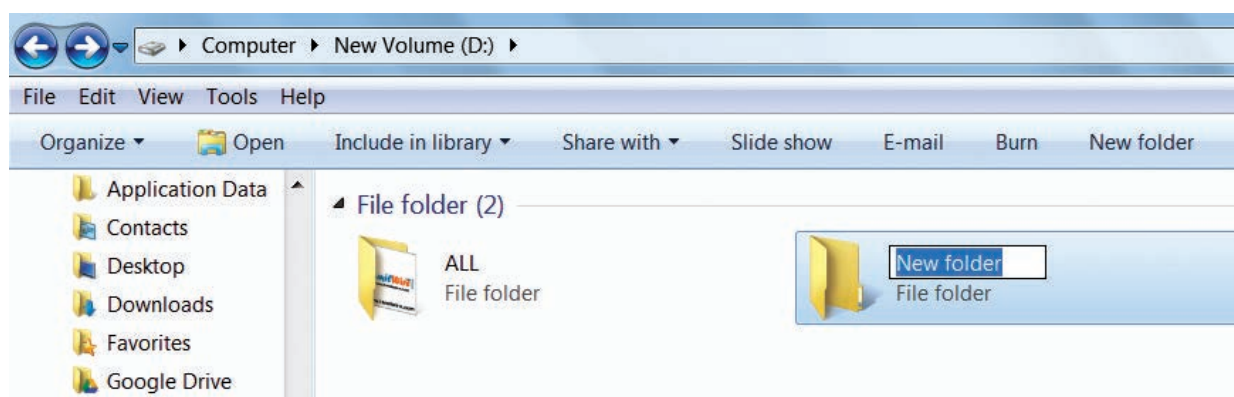 Computer New Volume (D:)
File Edit View Tools Help
Organize Open Include in library Share with Slide show E-mail Burn New folder
Application Data
Contacts
Desktop
Downloads
Favorites
Google Drive
File folder (2)
ALL
File folder
New folder
File folder